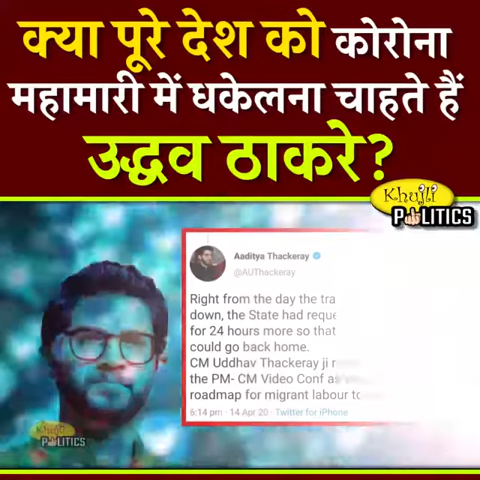 क्या पूरे देश को कोरोना
महामारी में धकेलना चाहते हैं
उद्धव ठाकरे?
Khujli
POLITICS
Aaditya Thackeray
@AUThackeray
Right from the day the
down, the State had
for 24 hours more so that
could go back home.
CM Uddhav Thackeray ji
the PM- CM Video Conf
roadmap for migrant labour
6:14 pm · 14 Apr 20 · Twitter for iPhone
Khujli
POLITICS